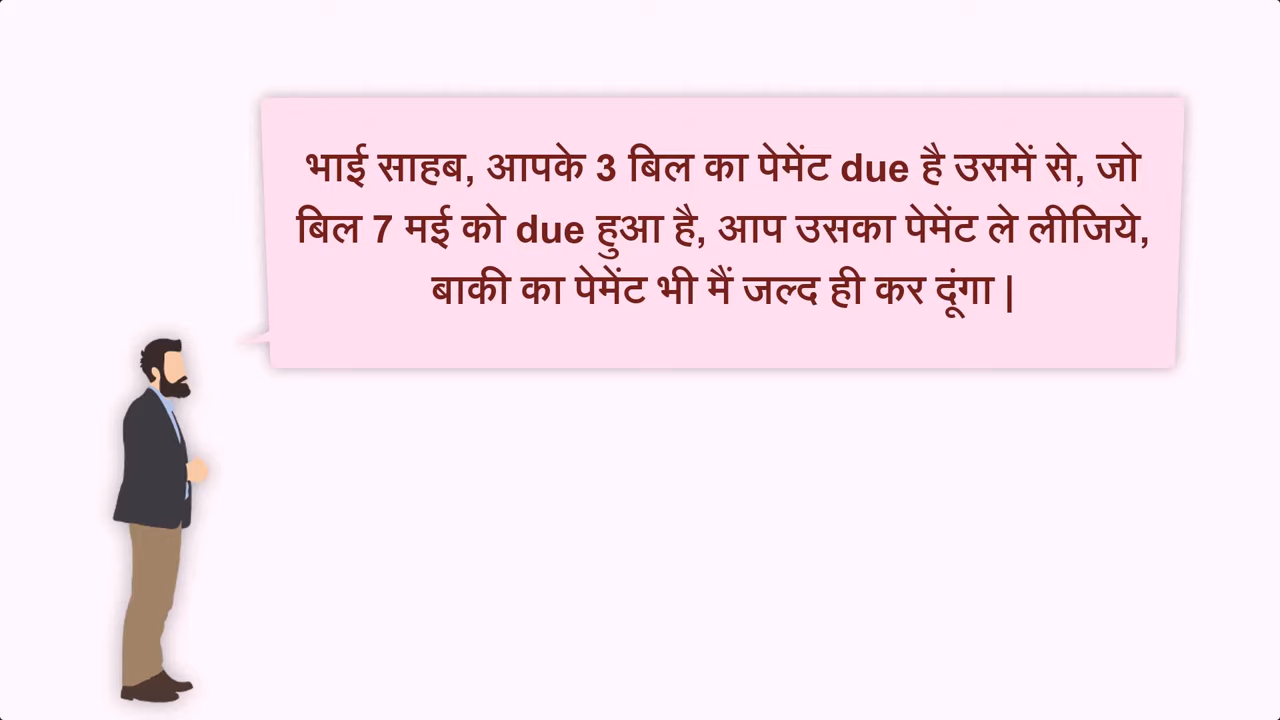 भाई साहब, आपके 3 बिल का पेमेंट due है उसमें से, जो
बिल 7 मई को due हुआ है, आप उसका पेमेंट ले लीजिये,
बाकी का पेमेंट भी मैं जल्द ही कर दूंगा |